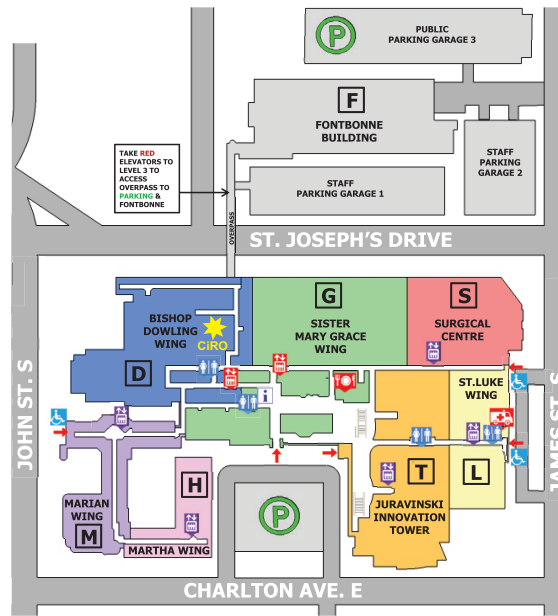 P
PUBLIC
PARKING GARAGE 3
F
FONTBONNE
BUILDING
TAKE RED
ELEVATORS TO
LEVEL 3 TO
ACCESS
OVERPASS TO
PARKING &
FONTBONNE
STAFF
PARKING
GARAGE 2
STAFF
PARKING GARAGE 1
OVERPASS
ST. JOSEPH'S DRIVE
BISHOP
DOWLING
WING
CiRO
D
G
SISTER
MARY GRACE
WING
S
SURGICAL
CENTRE
ST.LUKE
WING
i
JOHN ST. S
JAMES ST. S
H
T
L
MARIAN
WING
M
MARTHA WING
P
JURAVINSKI
INNOVATION
TOWER
CHARLTON AVE. E